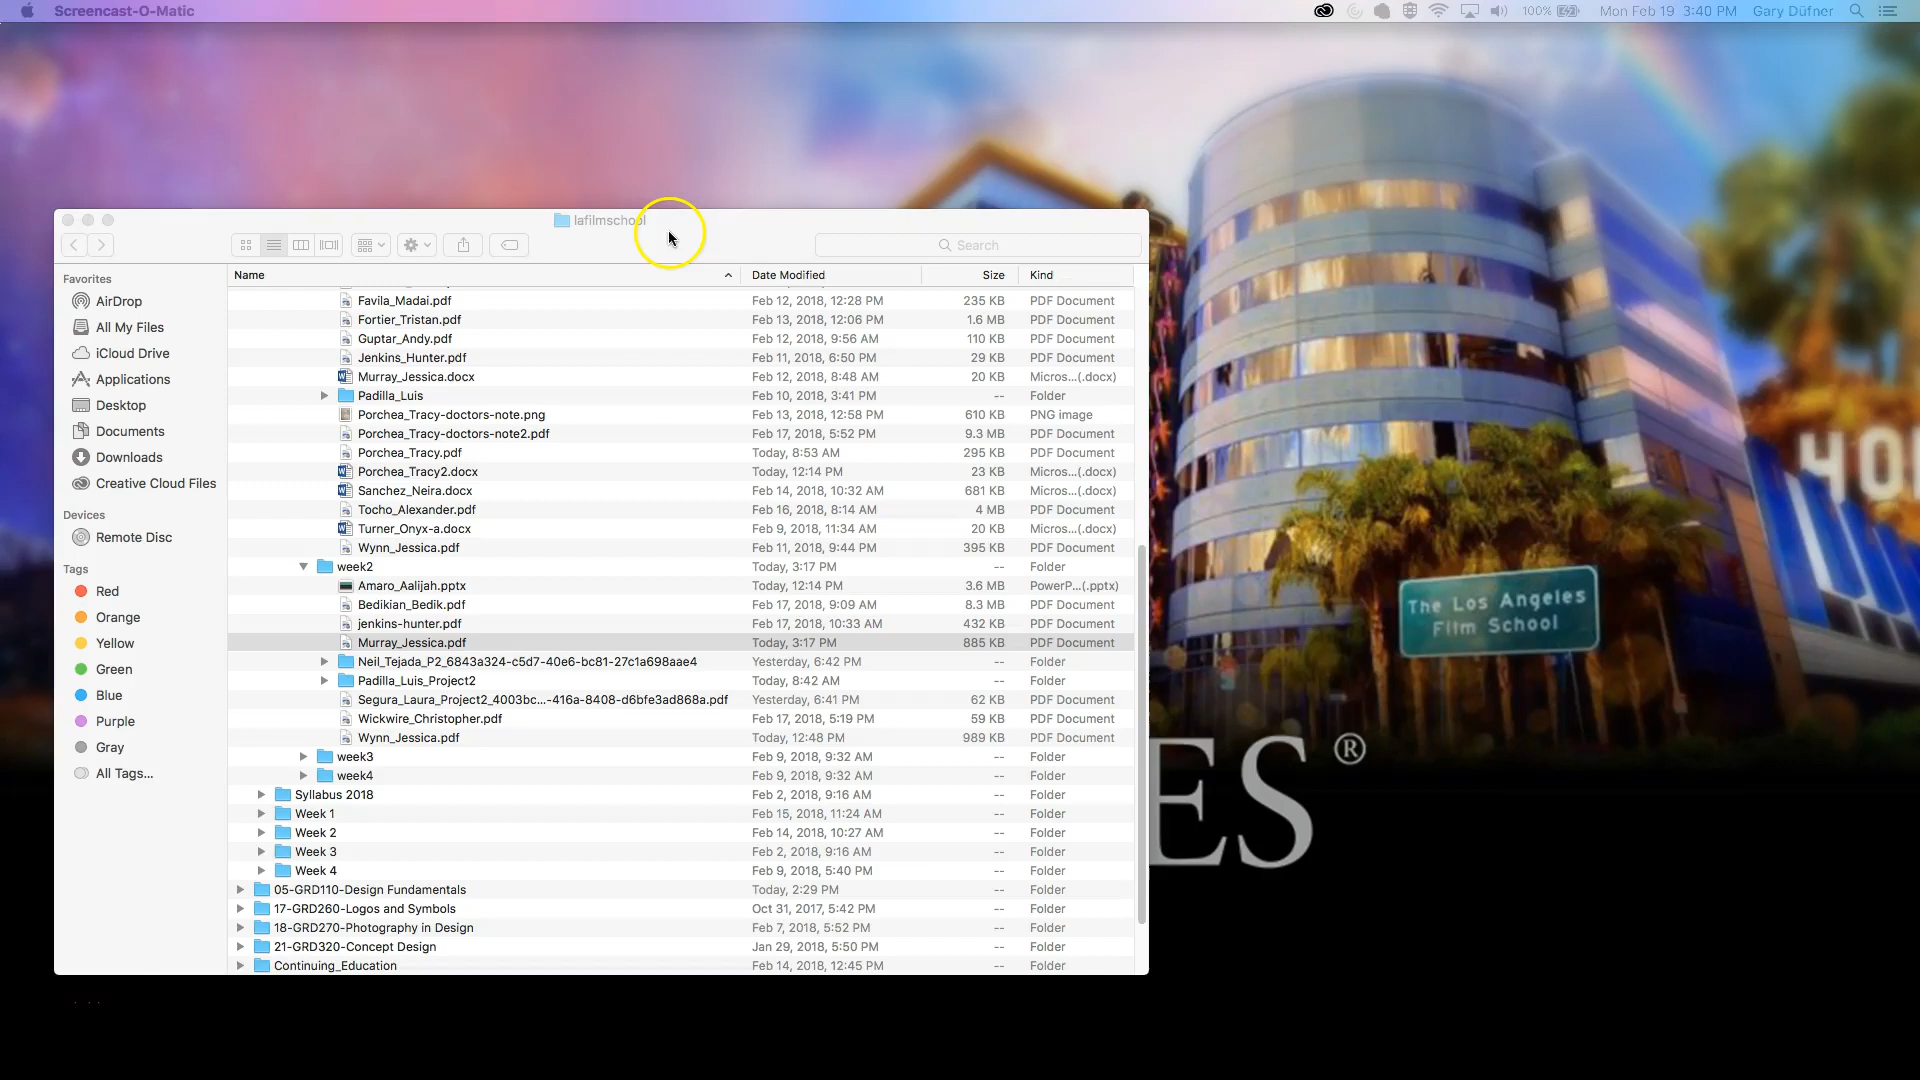 Screencast-O-Matic 100% Mon Feb 19 3:40 PM Gary Düfner
lafilmschool
Search
Name Date Modified Size Kind
Favorites
AirDrop
All My Files
iCloud Drive
Applications
Desktop
Documents
Downloads
Creative Cloud Files
Devices
Remote Disc
Tags
Red
Orange
Yellow
Green
Blue
Purple
Gray
All Tags...
Favila_Madai.pdf Feb 12, 2018, 12:28 PM 235 KB PDF Document
Fortier_Tristan.pdf Feb 13, 2018, 12:06 PM 1.6 MB PDF Document
Guptar_Andy.pdf Feb 12, 2018, 9:56 AM 110 KB PDF Document
Jenkins_Hunter.pdf Feb 11, 2018, 6:50 PM 29 KB PDF Document
Murray_Jessica.docx Feb 12, 2018, 8:48 AM 20 KB Micros...(.docx)
Padilla_Luis Feb 10, 2018, 3:41 PM -- Folder
Porchea_Tracy-doctors-note.png Feb 13, 2018, 12:58 PM 610 KB PNG image
Porchea_Tracy-doctors-note2.pdf Feb 17, 2018, 5:52 PM 9.3 MB PDF Document
Porchea_Tracy.pdf Today, 8:53 AM 295 KB PDF Document
Porchea_Tracy2.docx Today, 12:14 PM 23 KB Micros...(.docx)
Sanchez_Neira.docx Feb 14, 2018, 10:32 AM 681 KB Micros...(.docx)
Tocho_Alexander.pdf Feb 16, 2018, 8:14 AM 4 MB PDF Document
Turner_Onyx-a.docx Feb 9, 2018, 11:34 AM 20 KB Micros...(.docx)
Wynn_Jessica.pdf Feb 11, 2018, 9:44 PM 395 KB PDF Document
week2 Today, 3:17 PM -- Folder
Amaro_Aalijah.pptx Today, 12:14 PM 3.6 MB PowerP...(.pptx)
Bedikian_Bedik.pdf Feb 17, 2018, 9:09 AM 8.3 MB PDF Document
jenkins-hunter.pdf Feb 17, 2018, 10:33 AM 432 KB PDF Document
Murray_Jessica.pdf Today, 3:17 PM 885 KB PDF Document
Neil_Tejada_P2_6843a324-c5d7-40e6-bc81-27c1a698aae4 Yesterday, 6:42 PM -- Folder
Padilla_Luis_Project2 Today, 8:42 AM -- Folder
Segura_Laura_Project2_4003bc...-416a-8408-d6bfe3ad868a.pdf Yesterday, 6:41 PM 62 KB PDF Document
Wickwire_Christopher.pdf Feb 17, 2018, 5:19 PM 59 KB PDF Document
Wynn_Jessica.pdf Today, 12:48 PM 989 KB PDF Document
week3 Feb 9, 2018, 9:32 AM -- Folder
week4 Feb 9, 2018, 9:32 AM -- Folder
Syllabus 2018 Feb 2, 2018, 9:16 AM -- Folder
Week 1 Feb 15, 2018, 11:24 AM -- Folder
Week 2 Feb 14, 2018, 10:27 AM -- Folder
Week 3 Feb 2, 2018, 9:16 AM -- Folder
Week 4 Feb 9, 2018, 5:40 PM -- Folder
05-GRD110-Design Fundamentals Today, 2:29 PM -- Folder
17-GRD260-Logos and Symbols Oct 31, 2017, 5:42 PM -- Folder
18-GRD270-Photography in Design Feb 7, 2018, 5:52 PM -- Folder
21-GRD320-Concept Design Jan 29, 2018, 5:50 PM -- Folder
Continuing_Education Feb 14, 2018, 12:45 PM -- Folder
HO
The Los Angeles
Film School
ES®